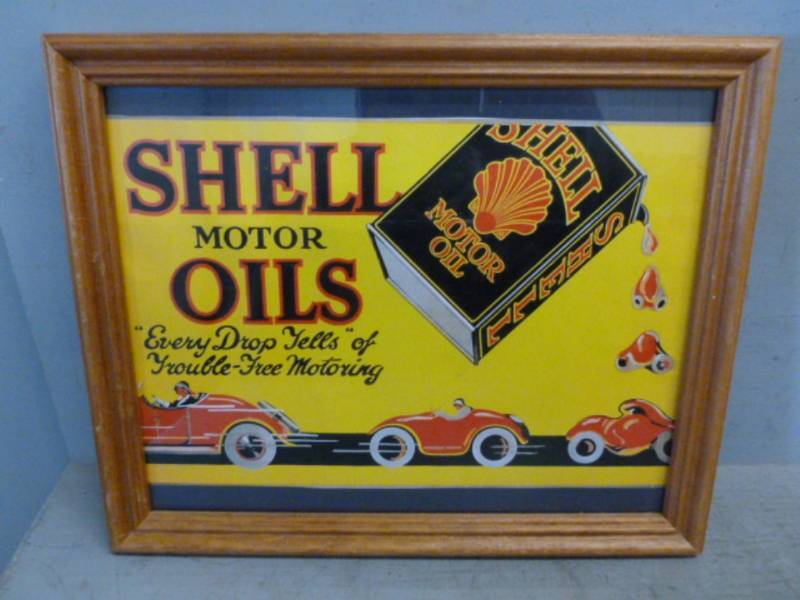 SHELL
MOTOR
OILS
"Every Drop Tells" of
Trouble-Free Motoring
SHELL
MOTOR
OIL
SHELL